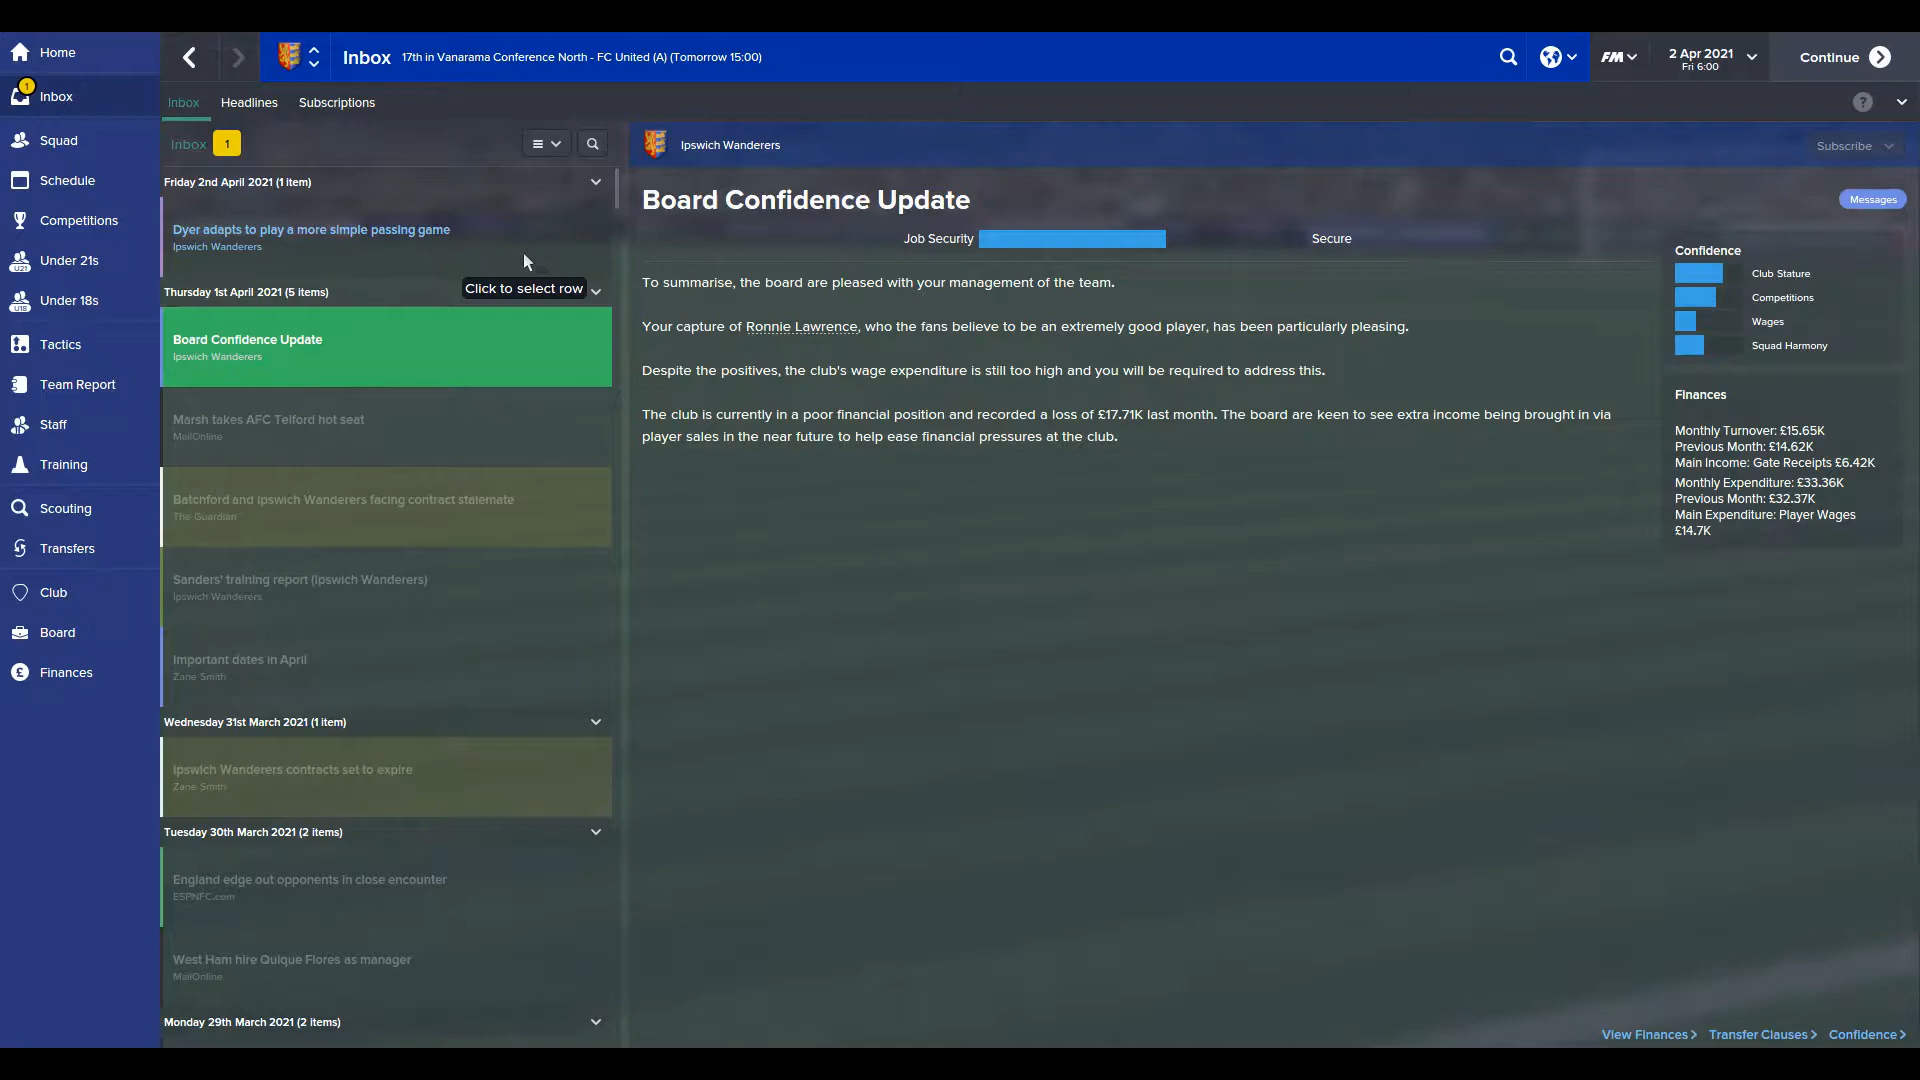 Home
1
Inbox
Squad
Schedule
Competitions
U21
Under 21s
U18
Under 18s
Tactics
Team Report
Staff
Training
Scouting
Transfers
Club
Board
£
Finances
Inbox
17th in Vanarama Conference North - FC United (A) (Tomorrow 15:00)
FM
2 Apr 2021
Fri 6:00
Continue
Inbox
Headlines
Subscriptions
?
Inbox
1
Friday 2nd April 2021 (1 item)
Dyer adapts to play a more simple passing game
Ipswich Wanderers
Thursday 1st April 2021 (5 items)
Click to select row
Board Confidence Update
Ipswich Wanderers
Marsh takes AFC Telford hot seat
MailOnline
Batchford and Ipswich Wanderers facing contract stalemate
The Guardian
Sanders' training report (Ipswich Wanderers)
Ipswich Wanderers
Important dates in April
Zane Smith
Wednesday 31st March 2021 (1 item)
Ipswich Wanderers contracts set to expire
Zane Smith
Tuesday 30th March 2021 (2 items)
England edge out opponents in close encounter
ESPNFC.com
West Ham hire Quique Flores as manager
MailOnline
Monday 29th March 2021 (2 items)
Ipswich Wanderers
Subscribe
Board Confidence Update
Messages
Job Security
Secure
To summarise, the board are pleased with your management of the team.
Your capture of Ronnie Lawrence, who the fans believe to be an extremely good player, has been particularly pleasing.
Despite the positives, the club's wage expenditure is still too high and you will be required to address this.
The club is currently in a poor financial position and recorded a loss of £17.71K last month. The board are keen to see extra income being brought in via
player sales in the near future to help ease financial pressures at the club.
Confidence
Club Stature
Competitions
Wages
Squad Harmony
Finances
Monthly Turnover: £15.65K
Previous Month: £14.62K
Main Income: Gate Receipts £6.42K
Monthly Expenditure: £33.36K
Previous Month: £32.37K
Main Expenditure: Player Wages
£14.7K
View Finances >
Transfer Clauses >
Confidence >